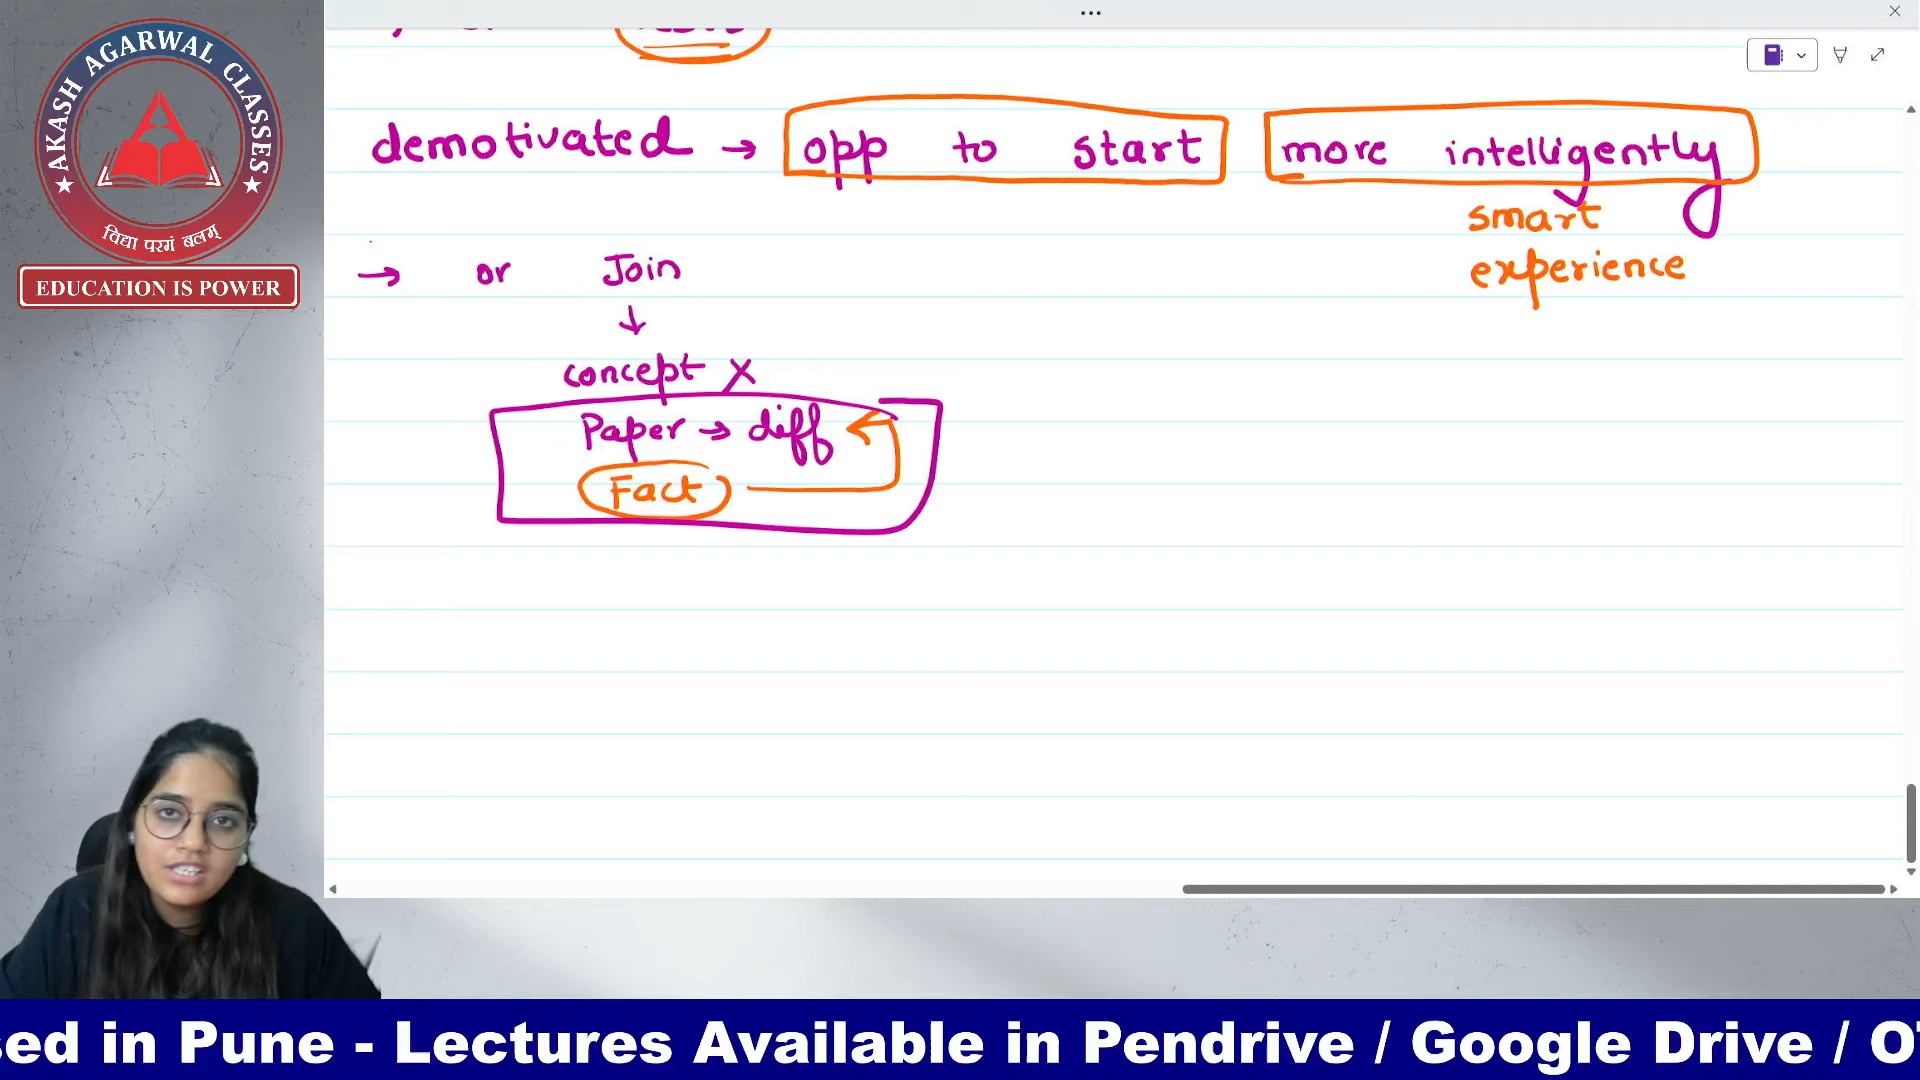 AKASH AGARWAL CLASSES
विद्या परमं बलम्
EDUCATION IS POWER
demotivated → opp to start more intelligently
smart
experience
→ or Join
↓
concept X
Paper → diff
Fact
sed in Pune - Lectures Available in Pendrive / Google Drive / O